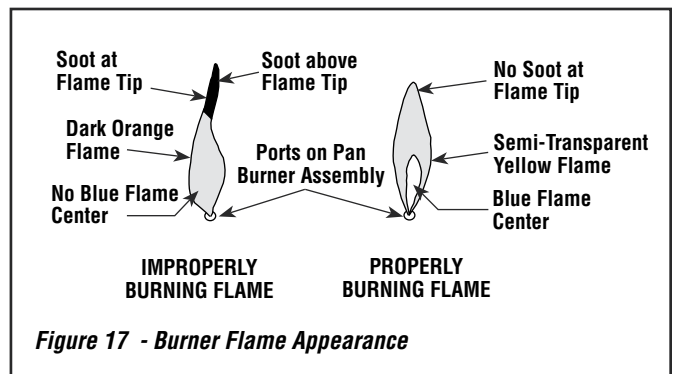 Soot at
Flame Tip
Soot above
Flame Tip
Dark Orange
Flame
No Blue Flame
Center
Ports on Pan
Burner Assembly
No Soot at
Flame Tip
Semi-Transparent
Yellow Flame
Blue Flame
Center
IMPROPERLY
BURNING FLAME
PROPERLY
BURNING FLAME
Figure 17 - Burner Flame Appearance